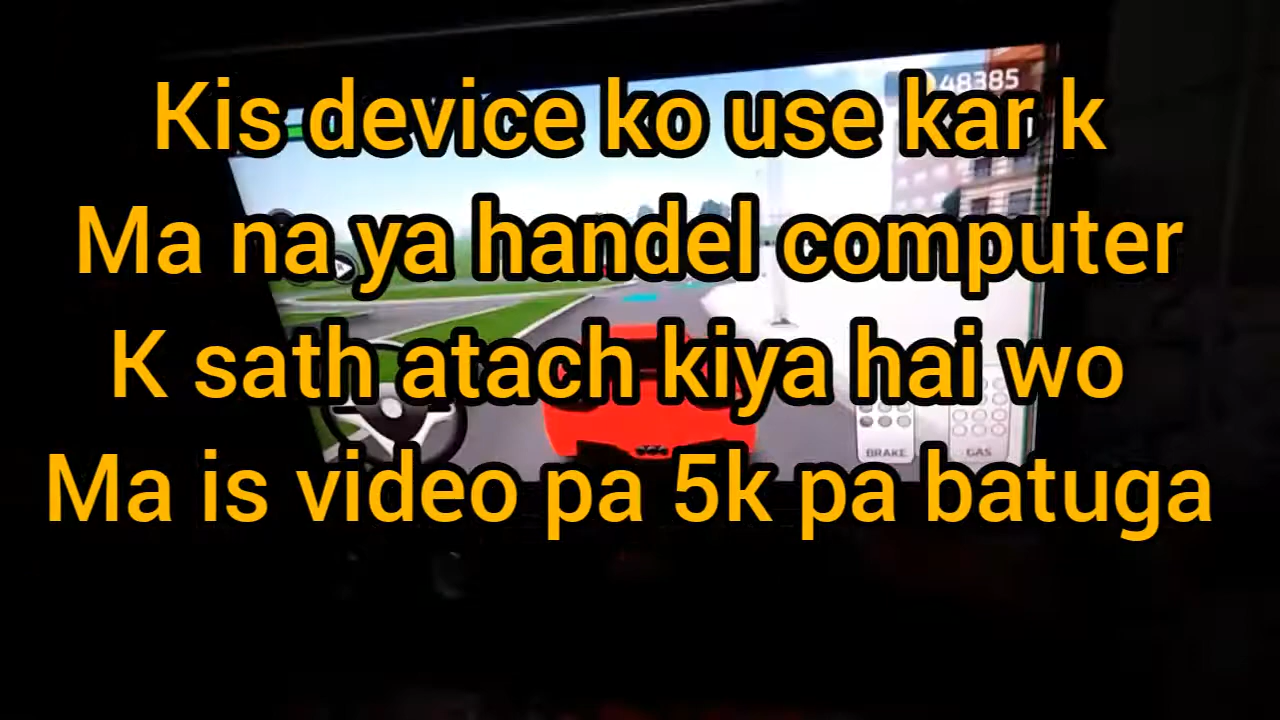 48385
Kis device ko use kar k
Ma na ya handel computer
K sath atach kiya hai wo
BRAKE GAS
Ma is video pa 5k pa batuga